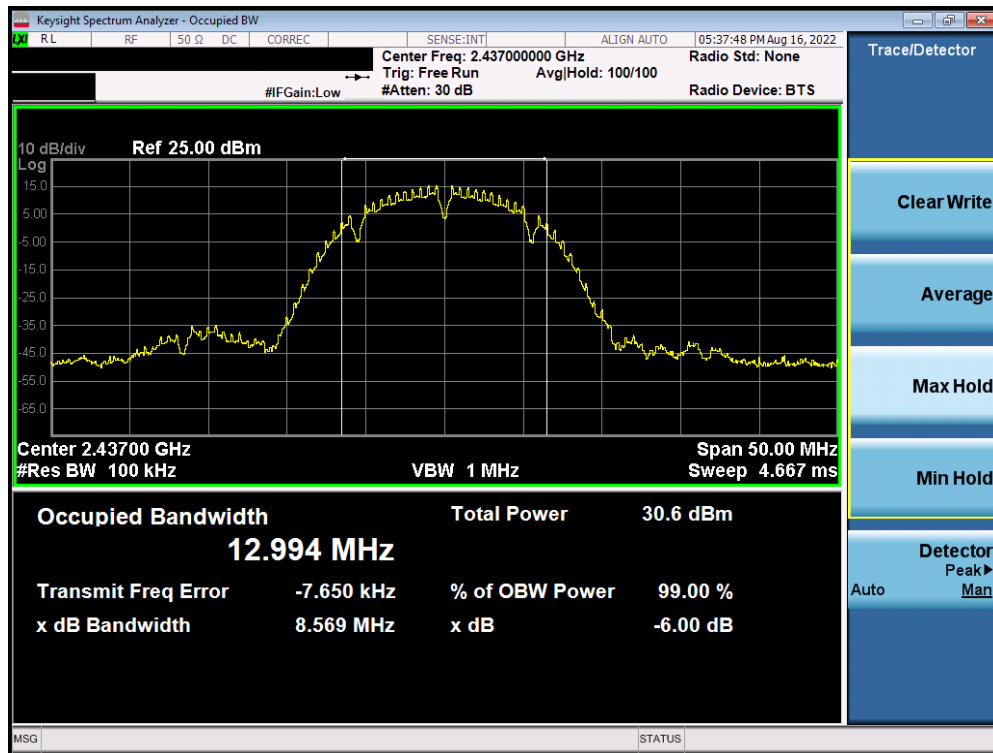 Keysight Spectrum Analyzer - Occupied BW
LXI RL RF 50 Ω DC CORREC SENSE:INT ALIGN AUTO 05:37:48 PM Aug 16, 2022
Center Freq: 2.437000000 GHz Radio Std: None
Trig: Free Run Avg|Hold: 100/100
#IFGain:Low #Atten: 30 dB Radio Device: BTS
10 dB/div Ref 25.00 dBm
Log
15.0
5.00
-5.00
-15.0
-25.0
-35.0
-45.0
-55.0
-65.0
Center 2.43700 GHz Span 50.00 MHz
#Res BW 100 kHz VBW 1 MHz Sweep 4.667 ms
Occupied Bandwidth Total Power 30.6 dBm
12.994 MHz
Transmit Freq Error -7.650 kHz % of OBW Power 99.00 %
x dB Bandwidth 8.569 MHz x dB -6.00 dB
MSG STATUS
Trace/Detector
Clear Write
Average
Max Hold
Min Hold
Detector
Peak▶
Auto Man